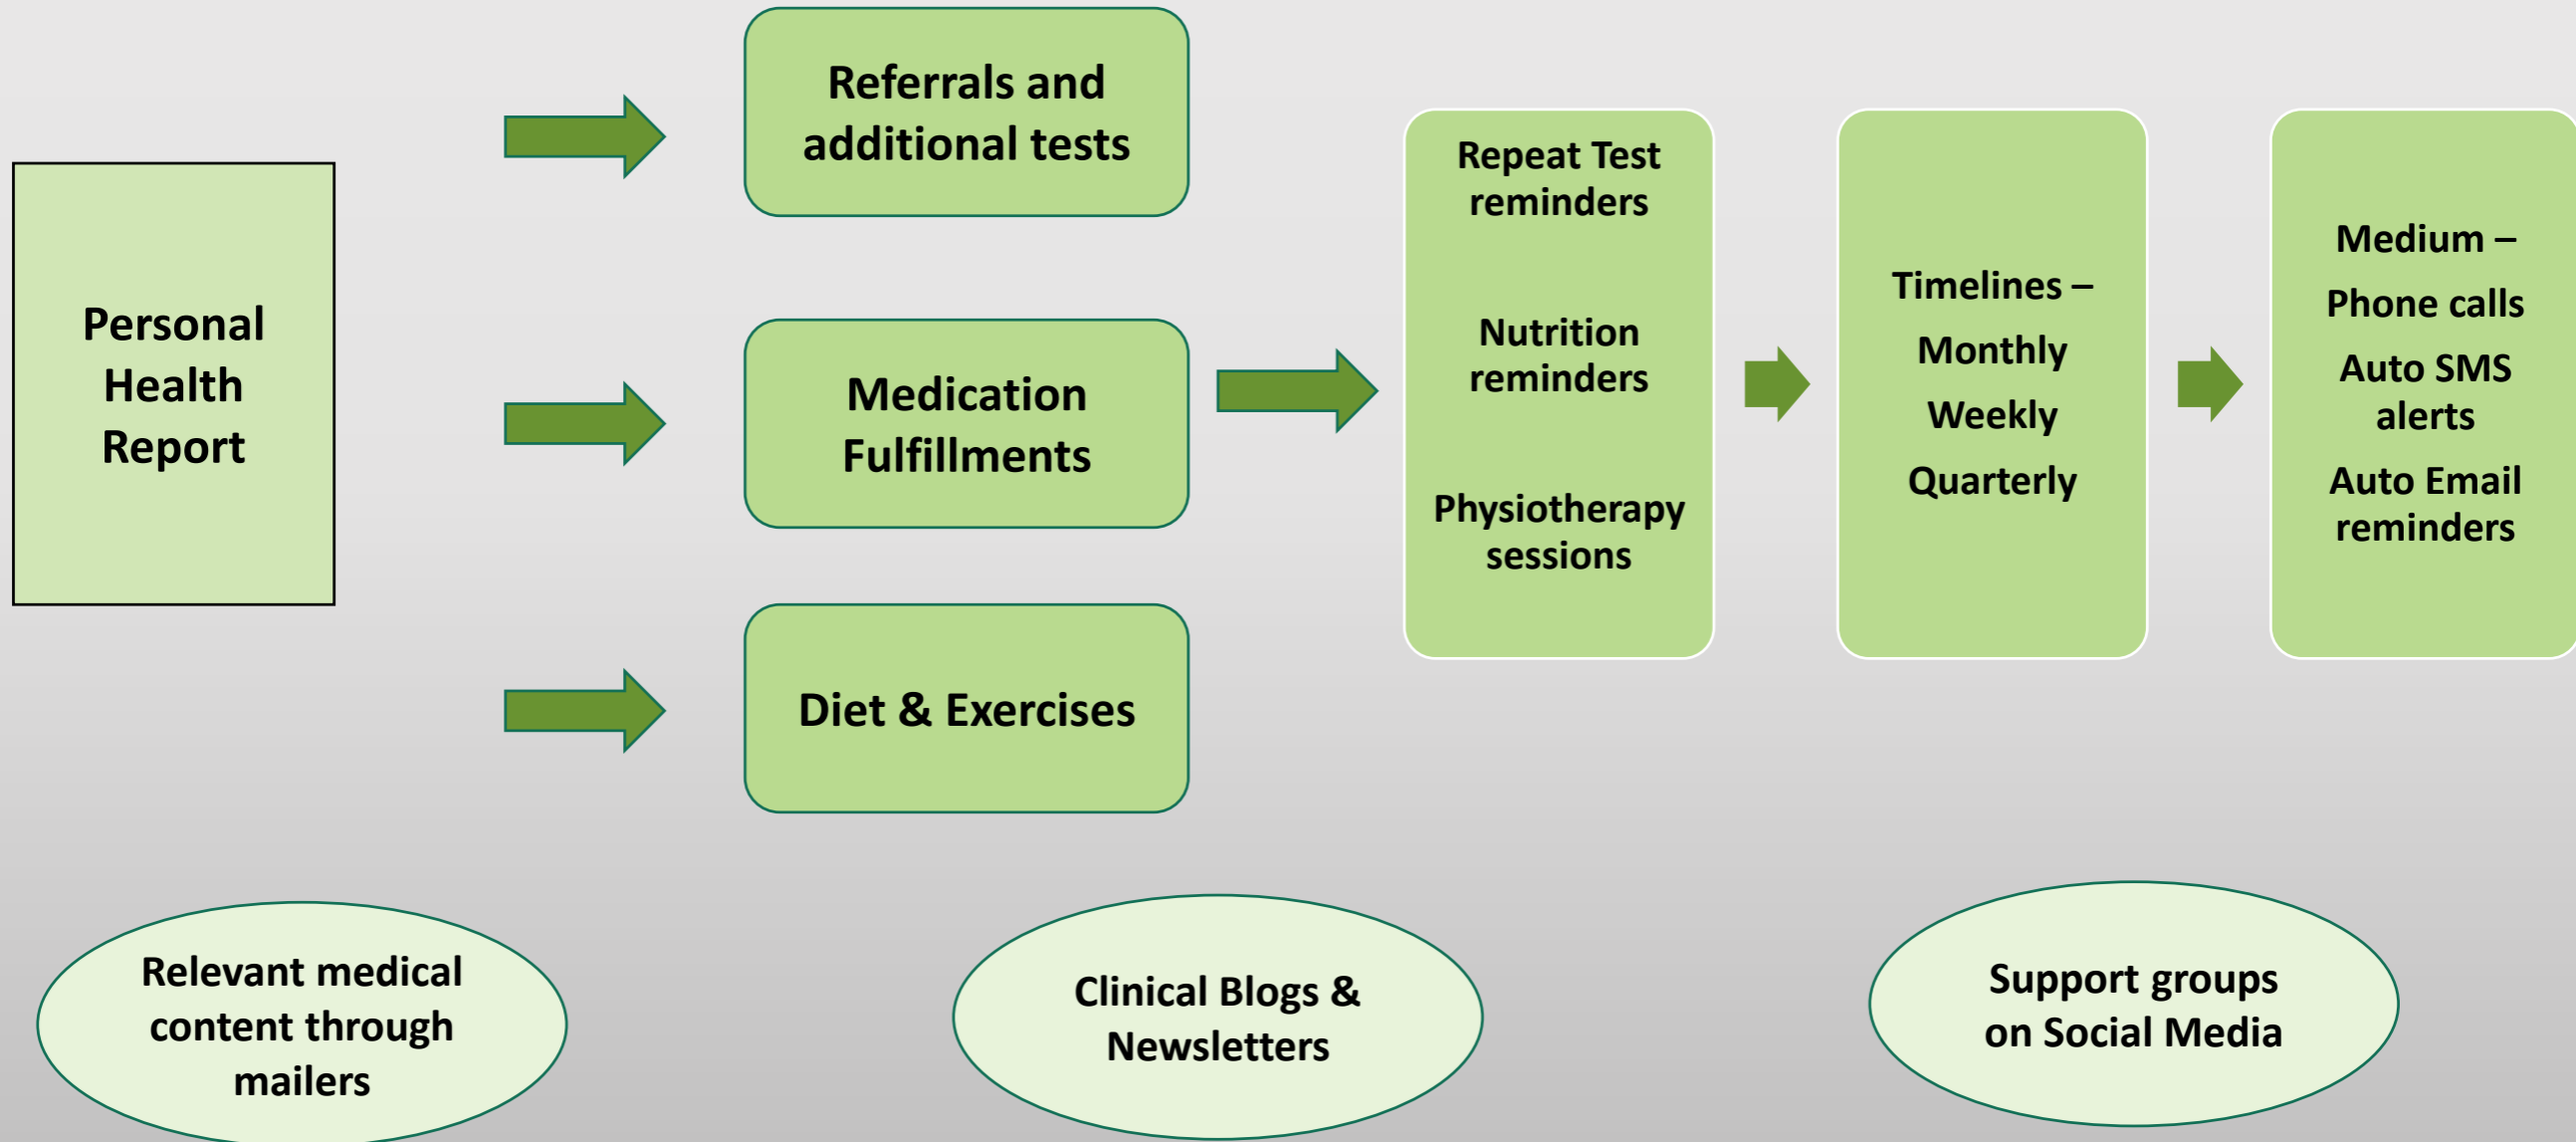 Personal
Health
Report
Referrals and
additional tests
Medication
Fulfillments
Diet & Exercises
Repeat Test
reminders
Nutrition
reminders
Physiotherapy
sessions
Timelines –
Monthly
Weekly
Quarterly
Medium –
Phone calls
Auto SMS
alerts
Auto Email
reminders
Relevant medical
content through
mailers
Clinical Blogs &
Newsletters
Support groups
on Social Media